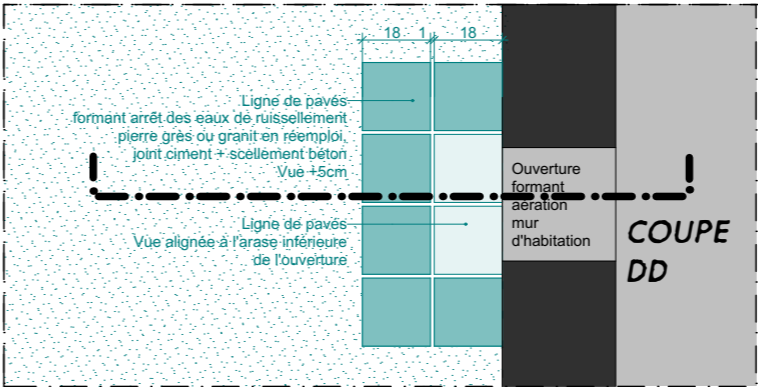 18 1 18
Ligne de pavés
formant arrêt des eaux de ruissellement
pierre grès ou granit en réemploi,
joint ciment + scellement béton
Vue +5cm
Ligne de pavés
Vue alignée à l'arase inférieure
de l'ouverture
Ouverture
formant
aération
mur
d'habitation
COUPE
DD